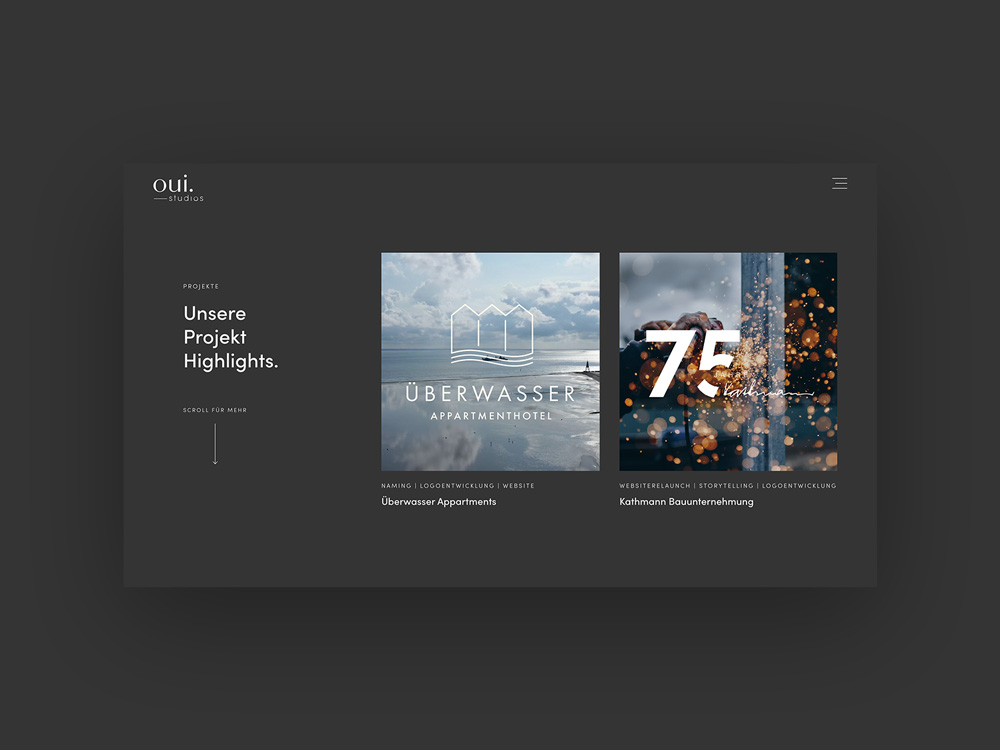 oui.
studios
PROJEKTE
Unsere
Projekt
Highlights.
SCROLL FÜR MEHR
ÜBERWASSER
APPARTMENTHOTEL
NAMING | LOGOENTWICKLUNG | WEBSITE
Überwasser Appartments
75
Kathmann
WEBSITERELAUNCH | STORYTELLING | LOGOENTWICKLUNG
Kathmann Bauunternehmung